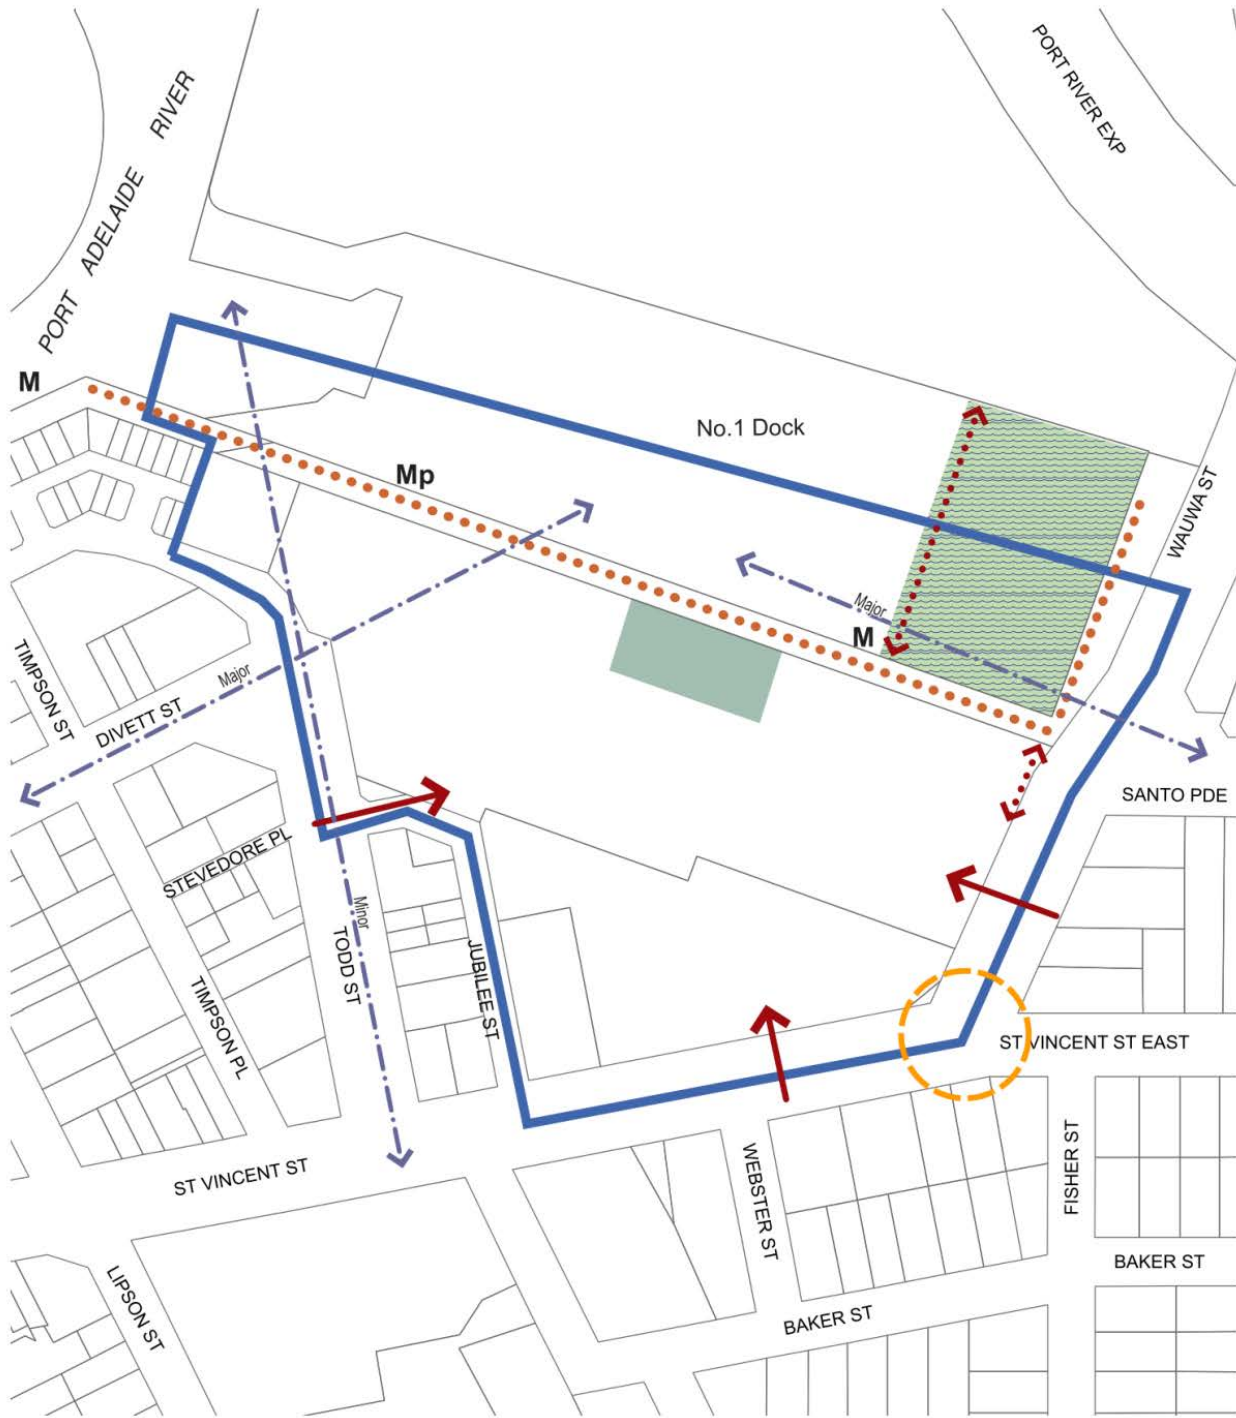 PORT RIVER EXP
PORT ADELAIDE RIVER
M
No.1 Dock
Mp
WAUWA ST
Major
M
TIMPSON ST
Major
DIVETT ST
SANTO PDE
STEVEDORE PL
Minor
TODD ST
JUBILEE ST
TIMPSON PL
ST VINCENT ST EAST
ST VINCENT ST
WEBSTER ST
FISHER ST
BAKER ST
LIPSON ST
BAKER ST